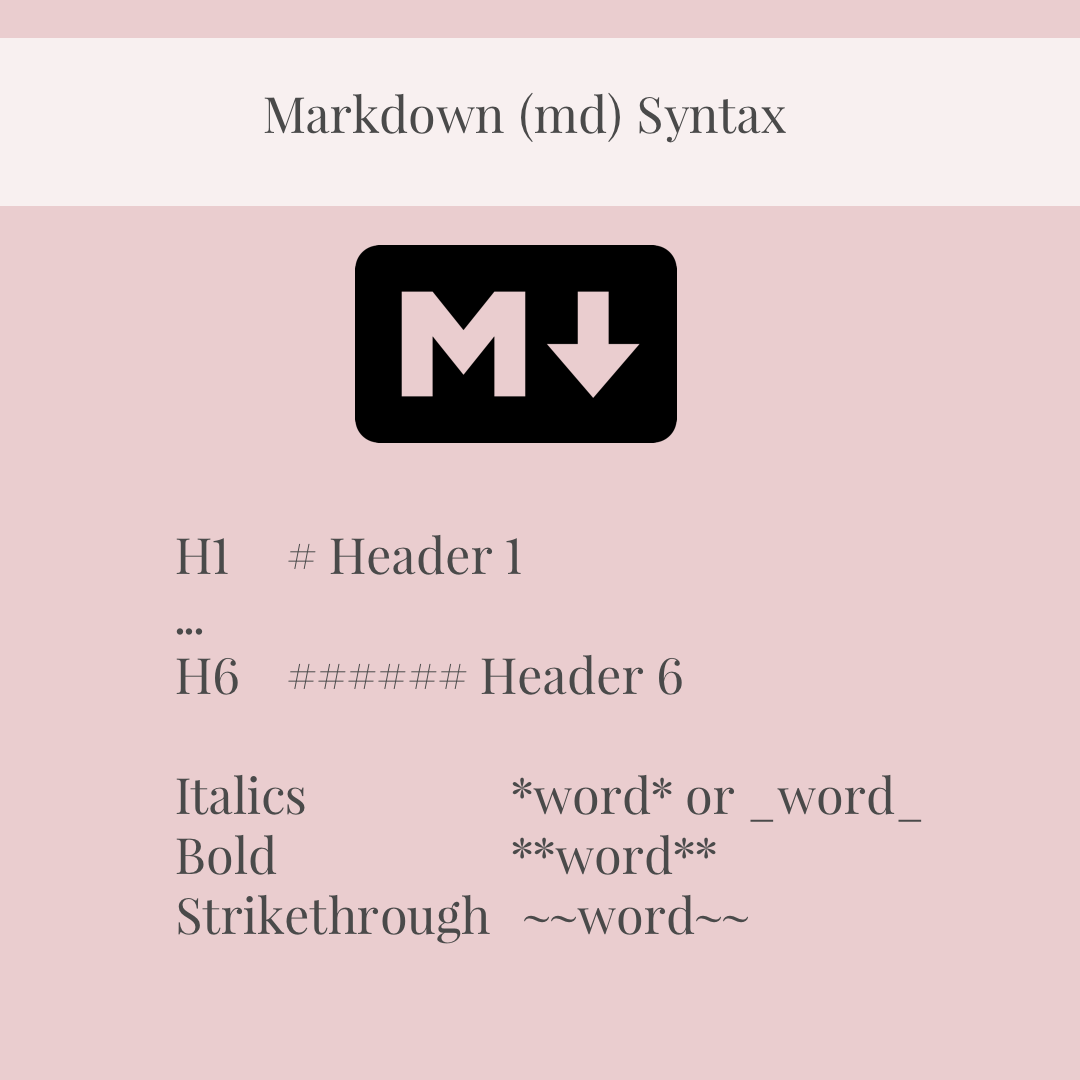 Markdown (md) Syntax
M
H1 # Header 1
...
H6 ###### Header 6
Italics *word* or _word_
Bold **word**
Strikethrough ~~word~~